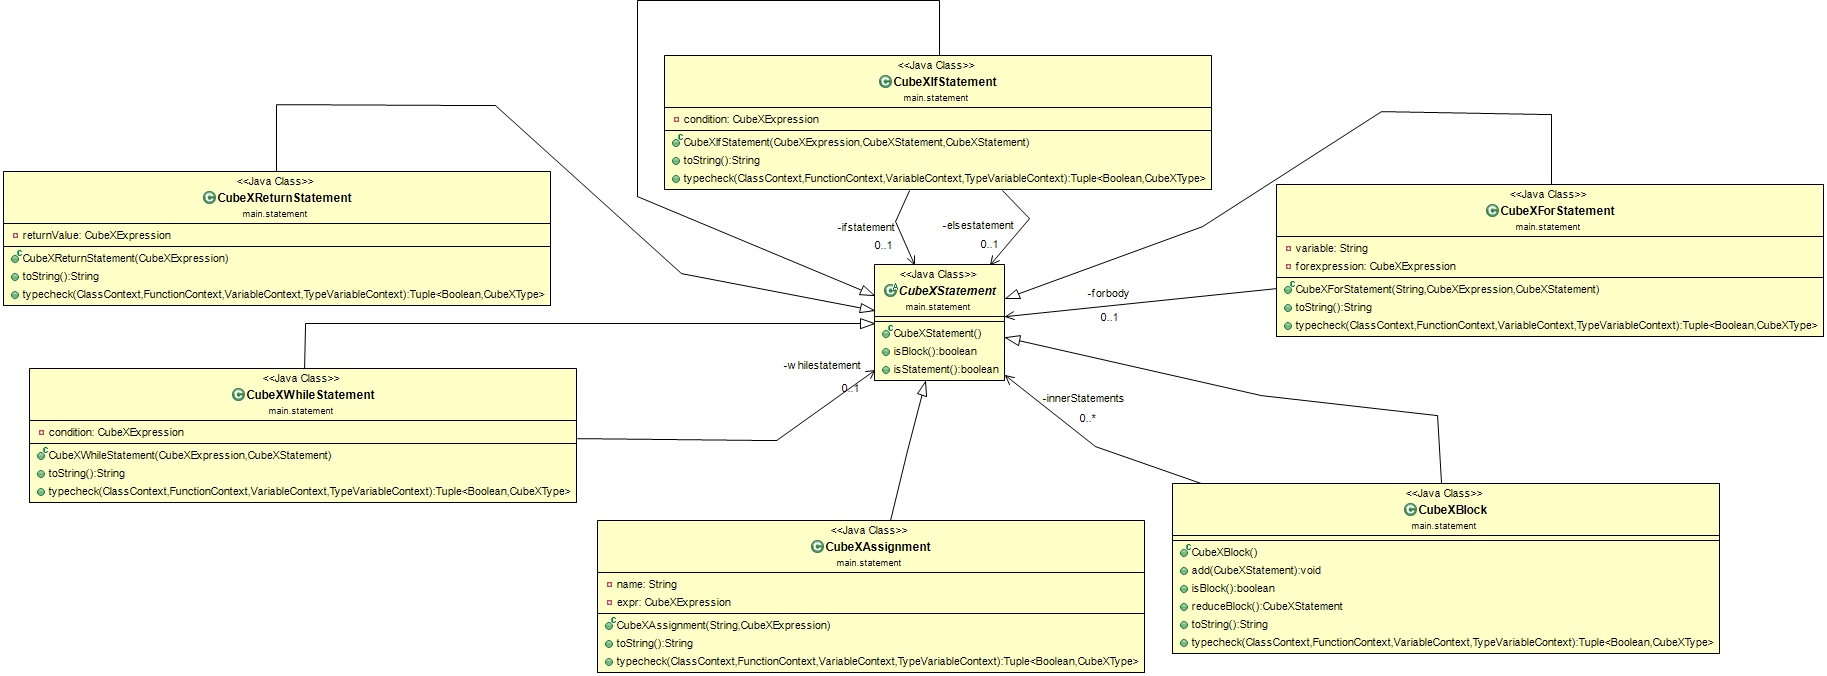 <<Java Class>>
CubeXIfStatement
main.statement
condition: CubeXExpression
CubeXIfStatement(CubeXExpression,CubeXStatement,CubeXStatement)
toString():String
typecheck(ClassContext,FunctionContext,VariableContext,TypeVariableContext):Tuple<Boolean,CubeXType>
<<Java Class>>
CubeXReturnStatement
main.statement
returnValue: CubeXExpression
CubeXReturnStatement(CubeXExpression)
toString():String
typecheck(ClassContext,FunctionContext,VariableContext,TypeVariableContext):Tuple<Boolean,CubeXType>
<<Java Class>>
CubeXForStatement
main.statement
variable: String
forexpression: CubeXExpression
CubeXForStatement(String,CubeXExpression,CubeXStatement)
toString():String
typecheck(ClassContext,FunctionContext,VariableContext,TypeVariableContext):Tuple<Boolean,CubeXType>
-ifstatement
0..1
-elsestatement
0..1
<<Java Class>>
CubeXStatement
main.statement
CubeXStatement()
isBlock():boolean
isStatement():boolean
-forbody
0..1
-whilestatement
0..1
-innerStatements
0..*
<<Java Class>>
CubeXWhileStatement
main.statement
condition: CubeXExpression
CubeXWhileStatement(CubeXExpression,CubeXStatement)
toString():String
typecheck(ClassContext,FunctionContext,VariableContext,TypeVariableContext):Tuple<Boolean,CubeXType>
<<Java Class>>
CubeXAssignment
main.statement
name: String
expr: CubeXExpression
CubeXAssignment(String,CubeXExpression)
toString():String
typecheck(ClassContext,FunctionContext,VariableContext,TypeVariableContext):Tuple<Boolean,CubeXType>
<<Java Class>>
CubeXBlock
main.statement
CubeXBlock()
add(CubeXStatement):void
isBlock():boolean
reduceBlock():CubeXStatement
toString():String
typecheck(ClassContext,FunctionContext,VariableContext,TypeVariableContext):Tuple<Boolean,CubeXType>